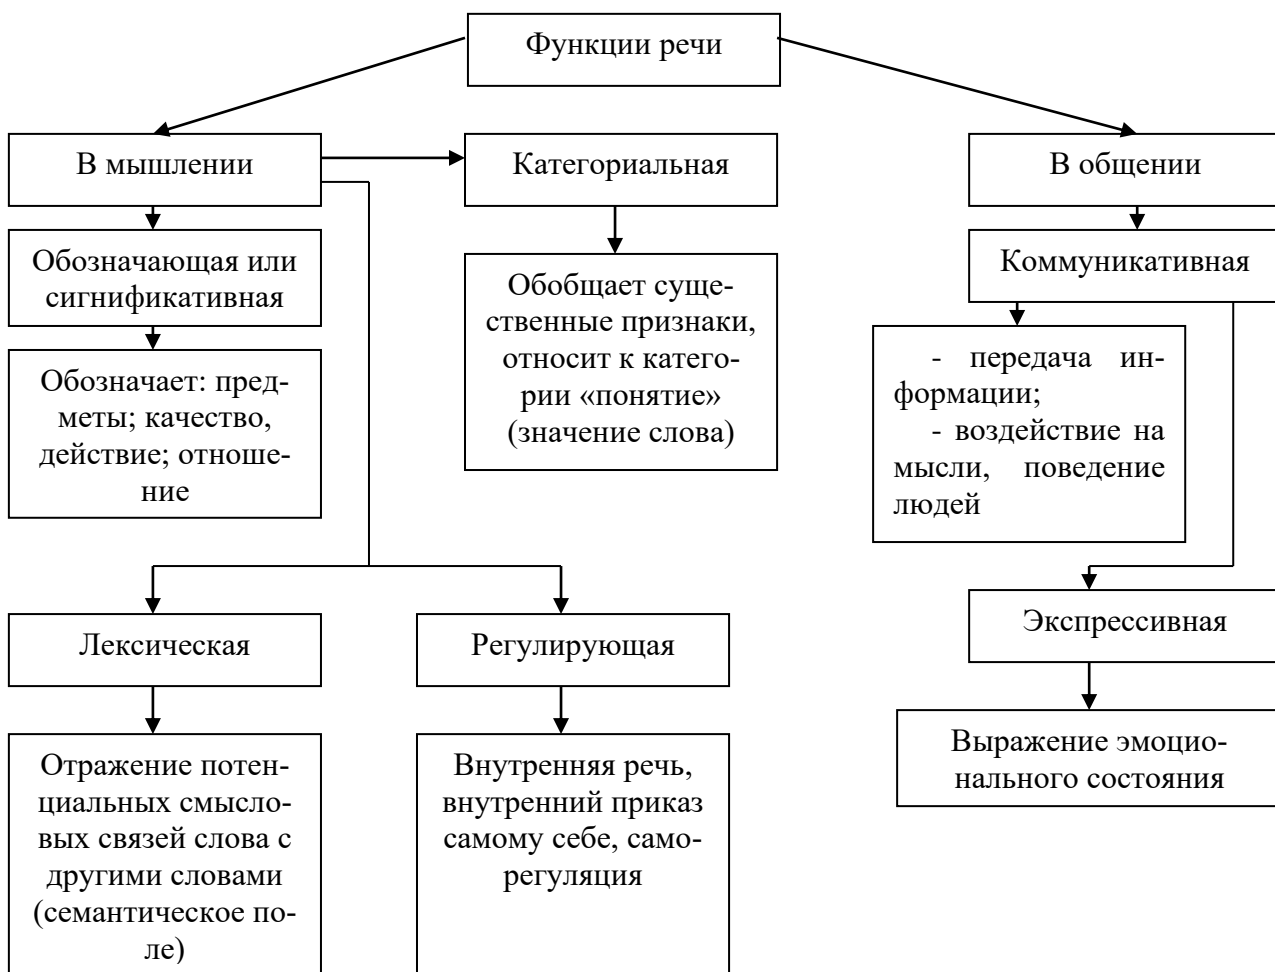 Функции речи
В мышлении
Категориальная
В общении
Обозначающая или
сигнификативная
Обобщает суще-
ственные признаки,
относит к катего-
рии «понятие»
(значение слова)
Коммуникативная
Обозначает: пред-
меты; качество,
действие; отноше-
ние
- передача ин-
формации;
- воздействие на
мысли, поведение
людей
Лексическая
Регулирующая
Экспрессивная
Отражение потен-
циальных смысло-
вых связей слова с
другими словами
(семантическое по-
ле)
Внутренняя речь,
внутренний приказ
самому себе, само-
регуляция
Выражение эмоцио-
нального состояния